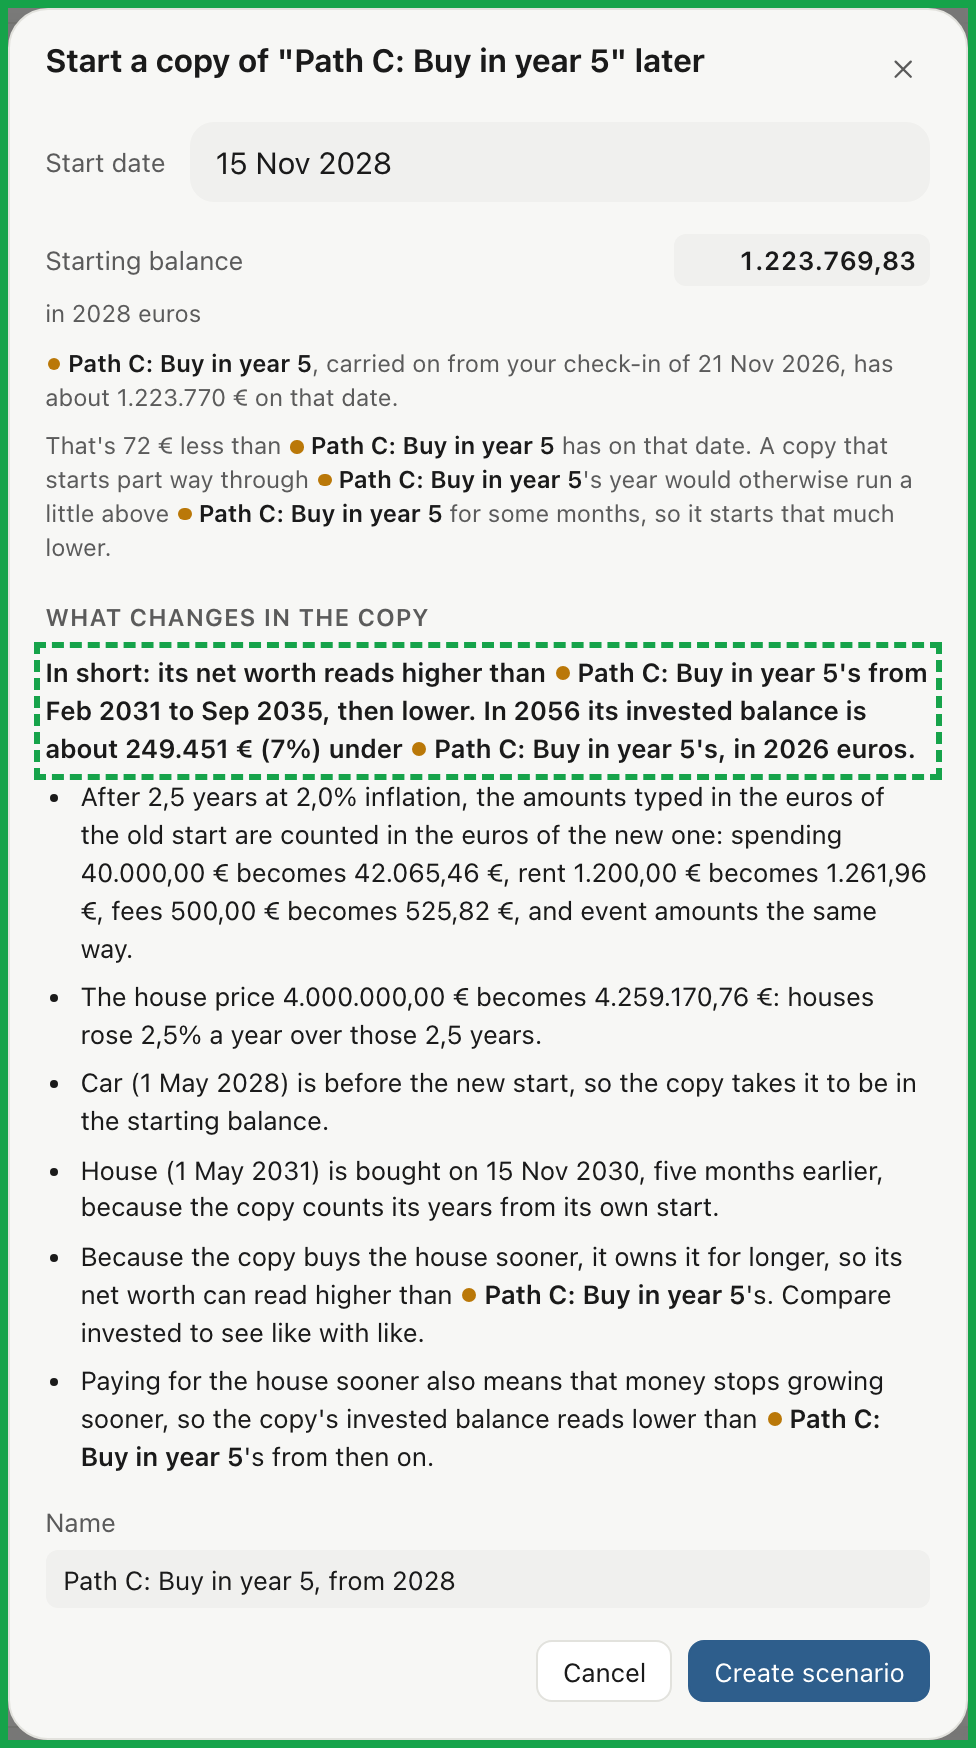 Start a copy of "Path C: Buy in year 5" later
Start date
15 Nov 2028
Starting balance
1.223.769,83
in 2028 euros
Path C: Buy in year 5, carried on from your check-in of 21 Nov 2026, has
about 1.223.770 € on that date.
That's 72 € less than Path C: Buy in year 5 has on that date. A copy that
starts part way through Path C: Buy in year 5's year would otherwise run a
little above Path C: Buy in year 5 for some months, so it starts that much
lower.
WHAT CHANGES IN THE COPY
In short: its net worth reads higher than Path C: Buy in year 5's from
Feb 2031 to Sep 2035, then lower. In 2056 its invested balance is
about 249.451 € (7%) under Path C: Buy in year 5's, in 2026 euros.
• After 2,5 years at 2,0% inflation, the amounts typed in the euros of
the old start are counted in the euros of the new one: spending
40.000,00 € becomes 42.065,46 €, rent 1.200,00 € becomes 1.261,96
€, fees 500,00 € becomes 525,82 €, and event amounts the same
way.
• The house price 4.000.000,00 € becomes 4.259.170,76 €: houses
rose 2,5% a year over those 2,5 years.
• Car (1 May 2028) is before the new start, so the copy takes it to be in
the starting balance.
• House (1 May 2031) is bought on 15 Nov 2030, five months earlier,
because the copy counts its years from its own start.
• Because the copy buys the house sooner, it owns it for longer, so its
net worth can read higher than Path C: Buy in year 5's. Compare
invested to see like with like.
• Paying for the house sooner also means that money stops growing
sooner, so the copy's invested balance reads lower than Path C:
Buy in year 5's from then on.
Name
Path C: Buy in year 5, from 2028
Cancel
Create scenario